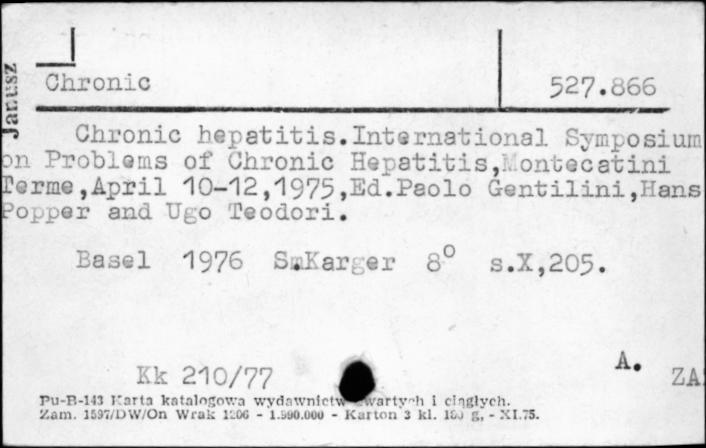 Janusz
Chronic 527.866
Chronic hepatitis.International Symposium
on Problems of Chronic Hepatitis,Montecatini
Terme,April 10-12,1975,Ed.Paolo Gentilini,Hans
Popper and Ugo Teodori.
Basel 1976 S.Karger 8° s.X,205.
A.
Kk 210/77 ZA
Pu-B-143 Karta katalogowa wydawnictw zwartych i ciągłych.
Zam. 1597/DW/On Wrak 1206 - 1.990.000 - Karton 3 kl. 180 g, - XI.75.